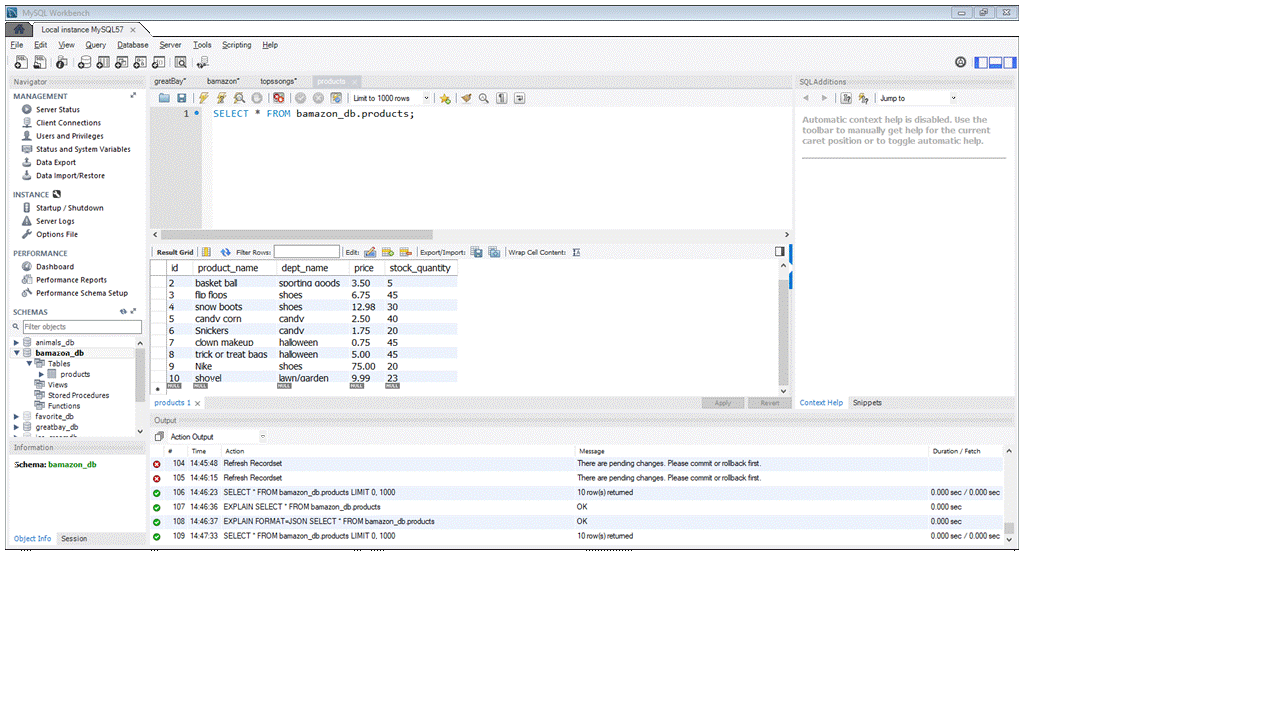 MySQL Workbench
Local instance MySQL57
File Edit View Query Database Server Tools Scripting Help
Navigator
MANAGEMENT
Server Status
Client Connections
Users and Privileges
Status and System Variables
Data Export
Data Import/Restore
INSTANCE
Startup / Shutdown
Server Logs
Options File
PERFORMANCE
Dashboard
Performance Reports
Performance Schema Setup
SCHEMAS
Filter objects
animals_db
bamazon_db
Tables
products
Views
Stored Procedures
Functions
favorite_db
greatbay_db
Information
Schema: bamazon_db
Object Info Session
greatBay* bamazon* topssongs* products
Limit to 1000 rows
1 SELECT * FROM bamazon_db.products;
Result Grid Filter Rows: Edit: Export/Import: Wrap Cell Content:
id product_name dept_name price stock_quantity
2 basket ball sporting goods 3.50 5
3 flip flops shoes 6.75 45
4 snow boots shoes 12.98 30
5 candy corn candy 2.50 40
6 Snickers candy 1.75 20
7 clown makeup halloween 0.75 45
8 trick or treat bags halloween 5.00 45
9 Nike shoes 75.00 20
10 shovel lawn/garden 9.99 23
NULL NULL NULL NULL NULL
products 1 Apply Revert
SQLAdditions
Jump to
Automatic context help is disabled. Use the
toolbar to manually get help for the current
caret position or to toggle automatic help.
Context Help Snippets
Output
Action Output
# Time Action Message Duration / Fetch
104 14:45:48 Refresh Recordset There are pending changes. Please commit or rollback first.
105 14:46:15 Refresh Recordset There are pending changes. Please commit or rollback first.
106 14:46:23 SELECT * FROM bamazon_db.products LIMIT 0, 1000 10 row(s) returned 0.000 sec / 0.000 sec
107 14:46:36 EXPLAIN SELECT * FROM bamazon_db.products OK 0.000 sec
108 14:46:37 EXPLAIN FORMAT=JSON SELECT * FROM bamazon_db.products OK 0.000 sec
109 14:47:33 SELECT * FROM bamazon_db.products LIMIT 0, 1000 10 row(s) returned 0.000 sec / 0.000 sec